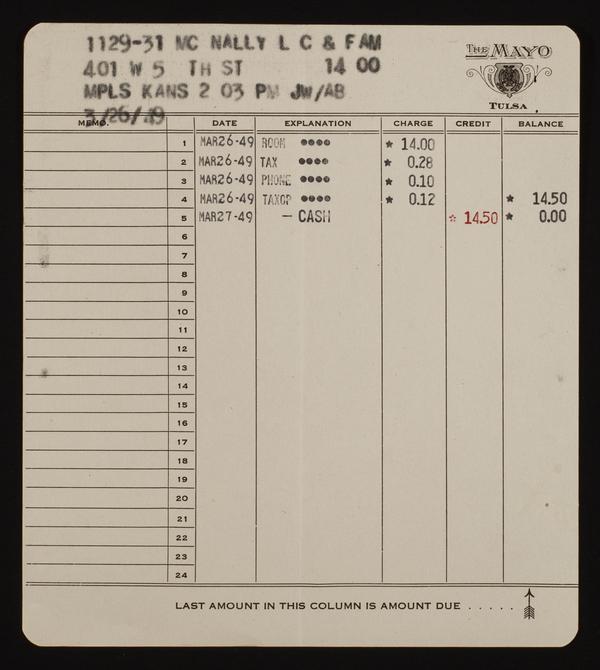 1129-31 MC NALLY L C & FAM
401 W 5 TH ST 14 00
MPLS KANS 2 03 PM JW/AB
3/26/49
THE MAYO
TULSA
MEMO. DATE EXPLANATION CHARGE CREDIT BALANCE
1 MAR26-49 ROOM •••• * 14.00
2 MAR26-49 TAX •••• * 0.28
3 MAR26-49 PHONE •••• * 0.10
4 MAR26-49 TAXCP •••• * 0.12 * 14.50
5 MAR27-49 — CASH * 14.50 * 0.00
6
7
8
9
10
11
12
13
14
15
16
17
18
19
20
21
22
23
24
LAST AMOUNT IN THIS COLUMN IS AMOUNT DUE . . . . .